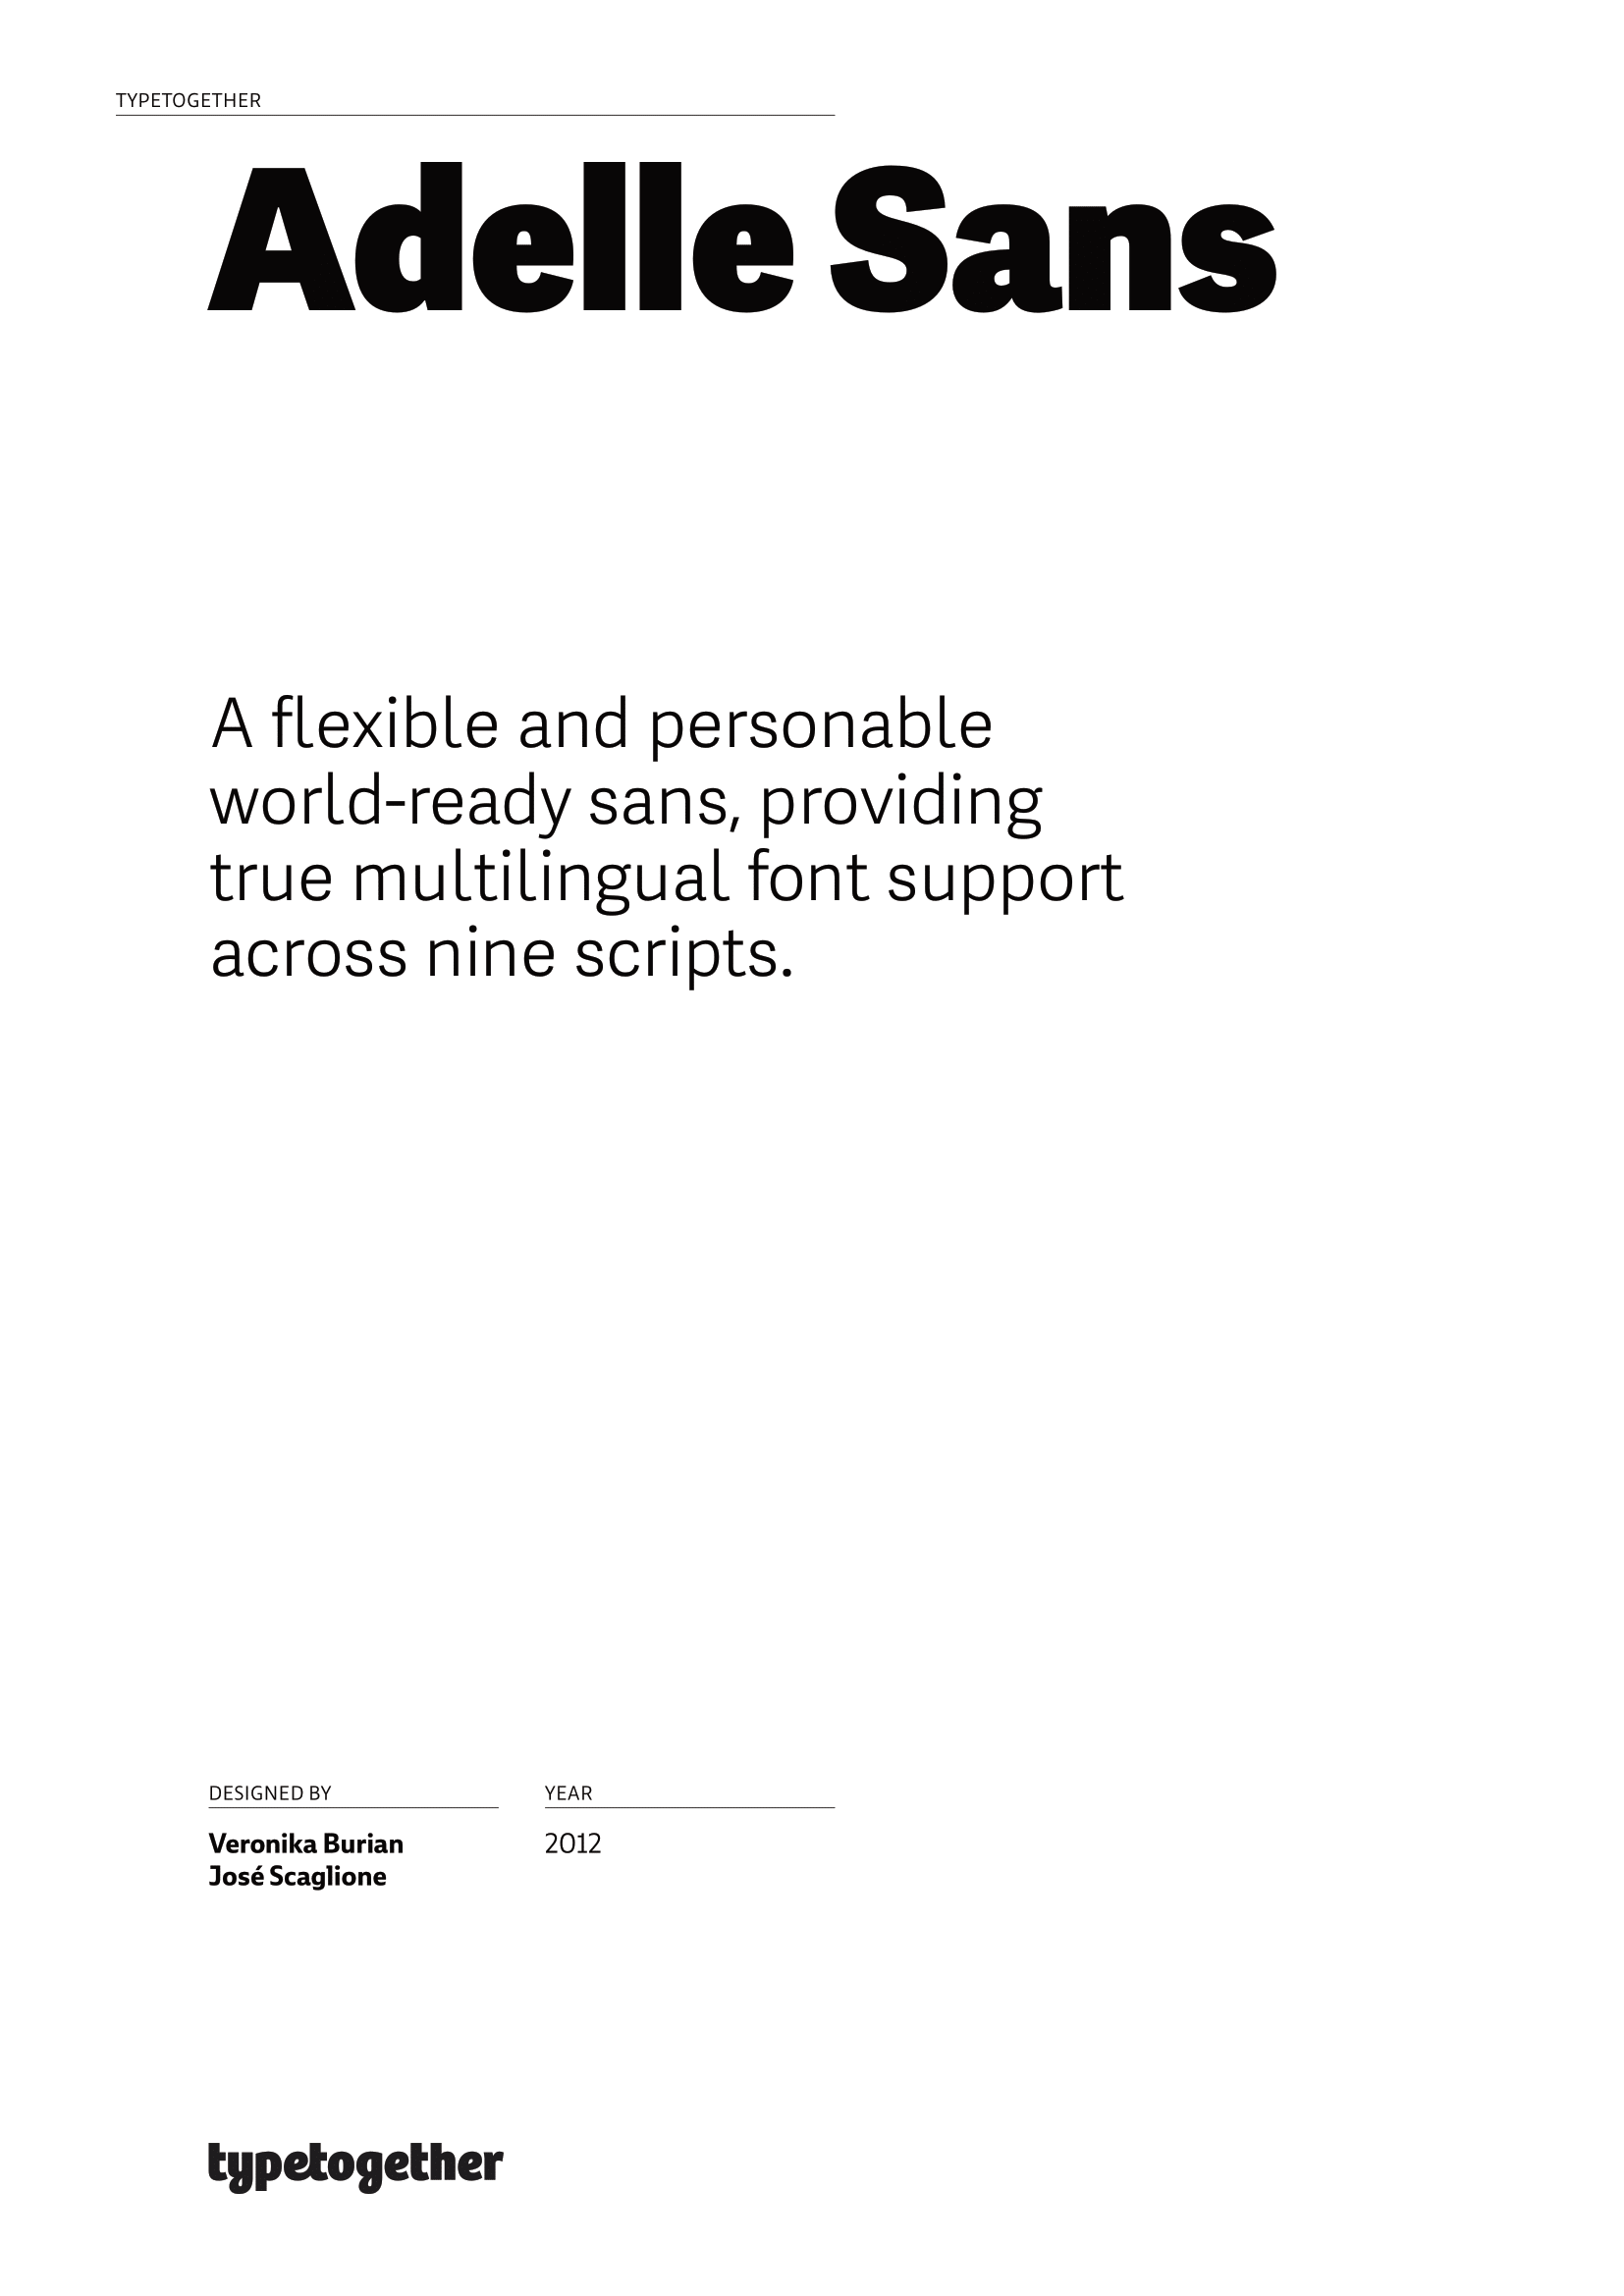 TYPETOGETHER
Adelle Sans
A flexible and personable
world-ready sans, providing
true multilingual font support
across nine scripts.
DESIGNED BY
Veronika Burian
José Scaglione
YEAR
2012
typetogether